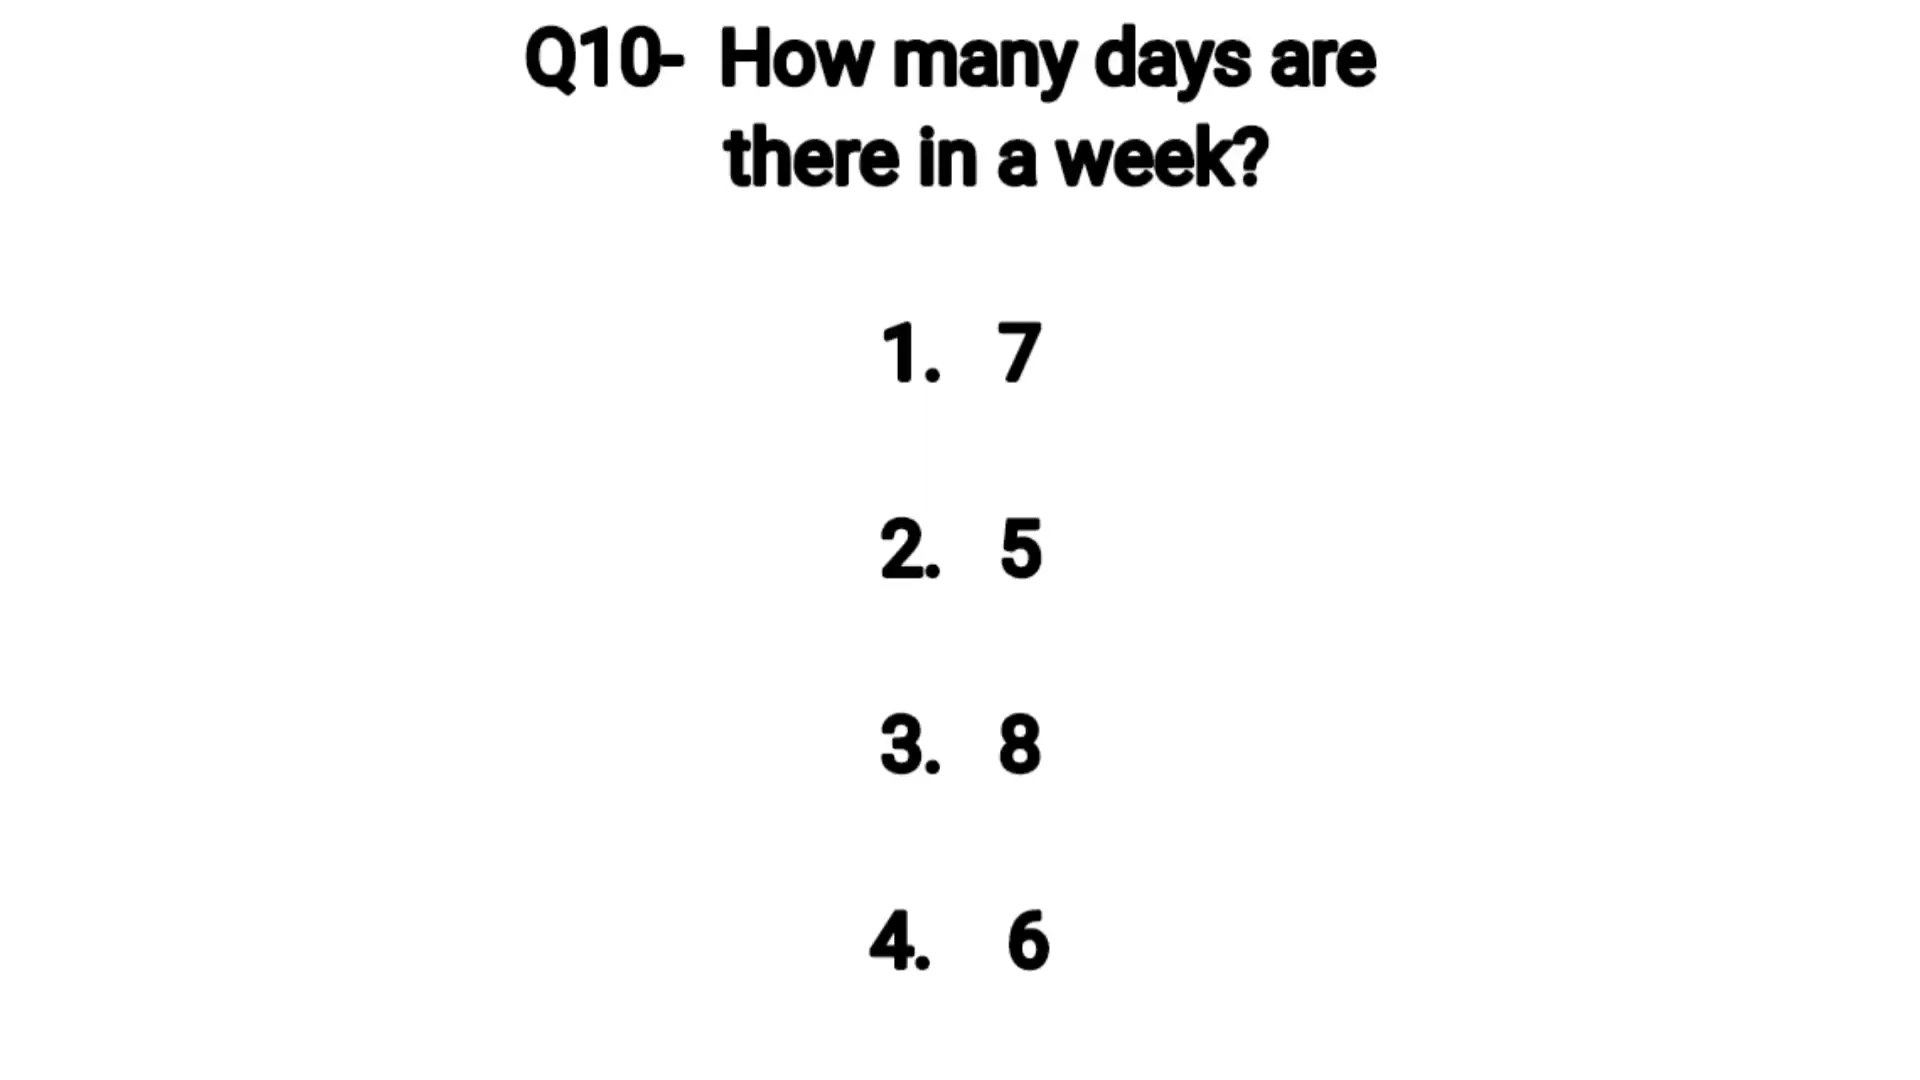 Q10- How many days are
there in a week?
1. 7
2. 5
3. 8
4. 6